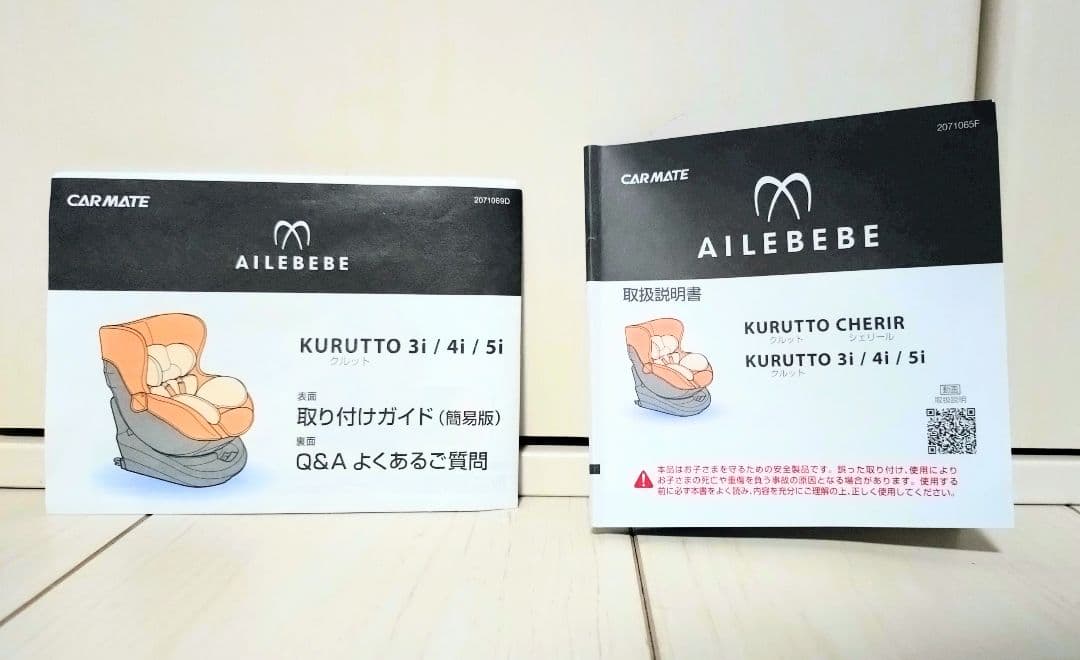 CARMATE
2071069D
AILEBEBE
KURUTTO 3i / 4i / 5i
クルット
表面
取り付けガイド（簡易版）
裏面
Q&A よくあるご質問
CARMATE
2071065F
AILEBEBE
取扱説明書
KURUTTO CHERIR
クルット シェリール
KURUTTO 3i / 4i / 5i
クルット
動画
取扱説明
本品はお子さまを守るための安全製品です。誤った取り付け、使用により
お子さまの死亡や重傷を負う事故の原因となる場合があります。使用する
前に必ず本書をよく読み、内容を充分にご理解の上、正しく使用してください。